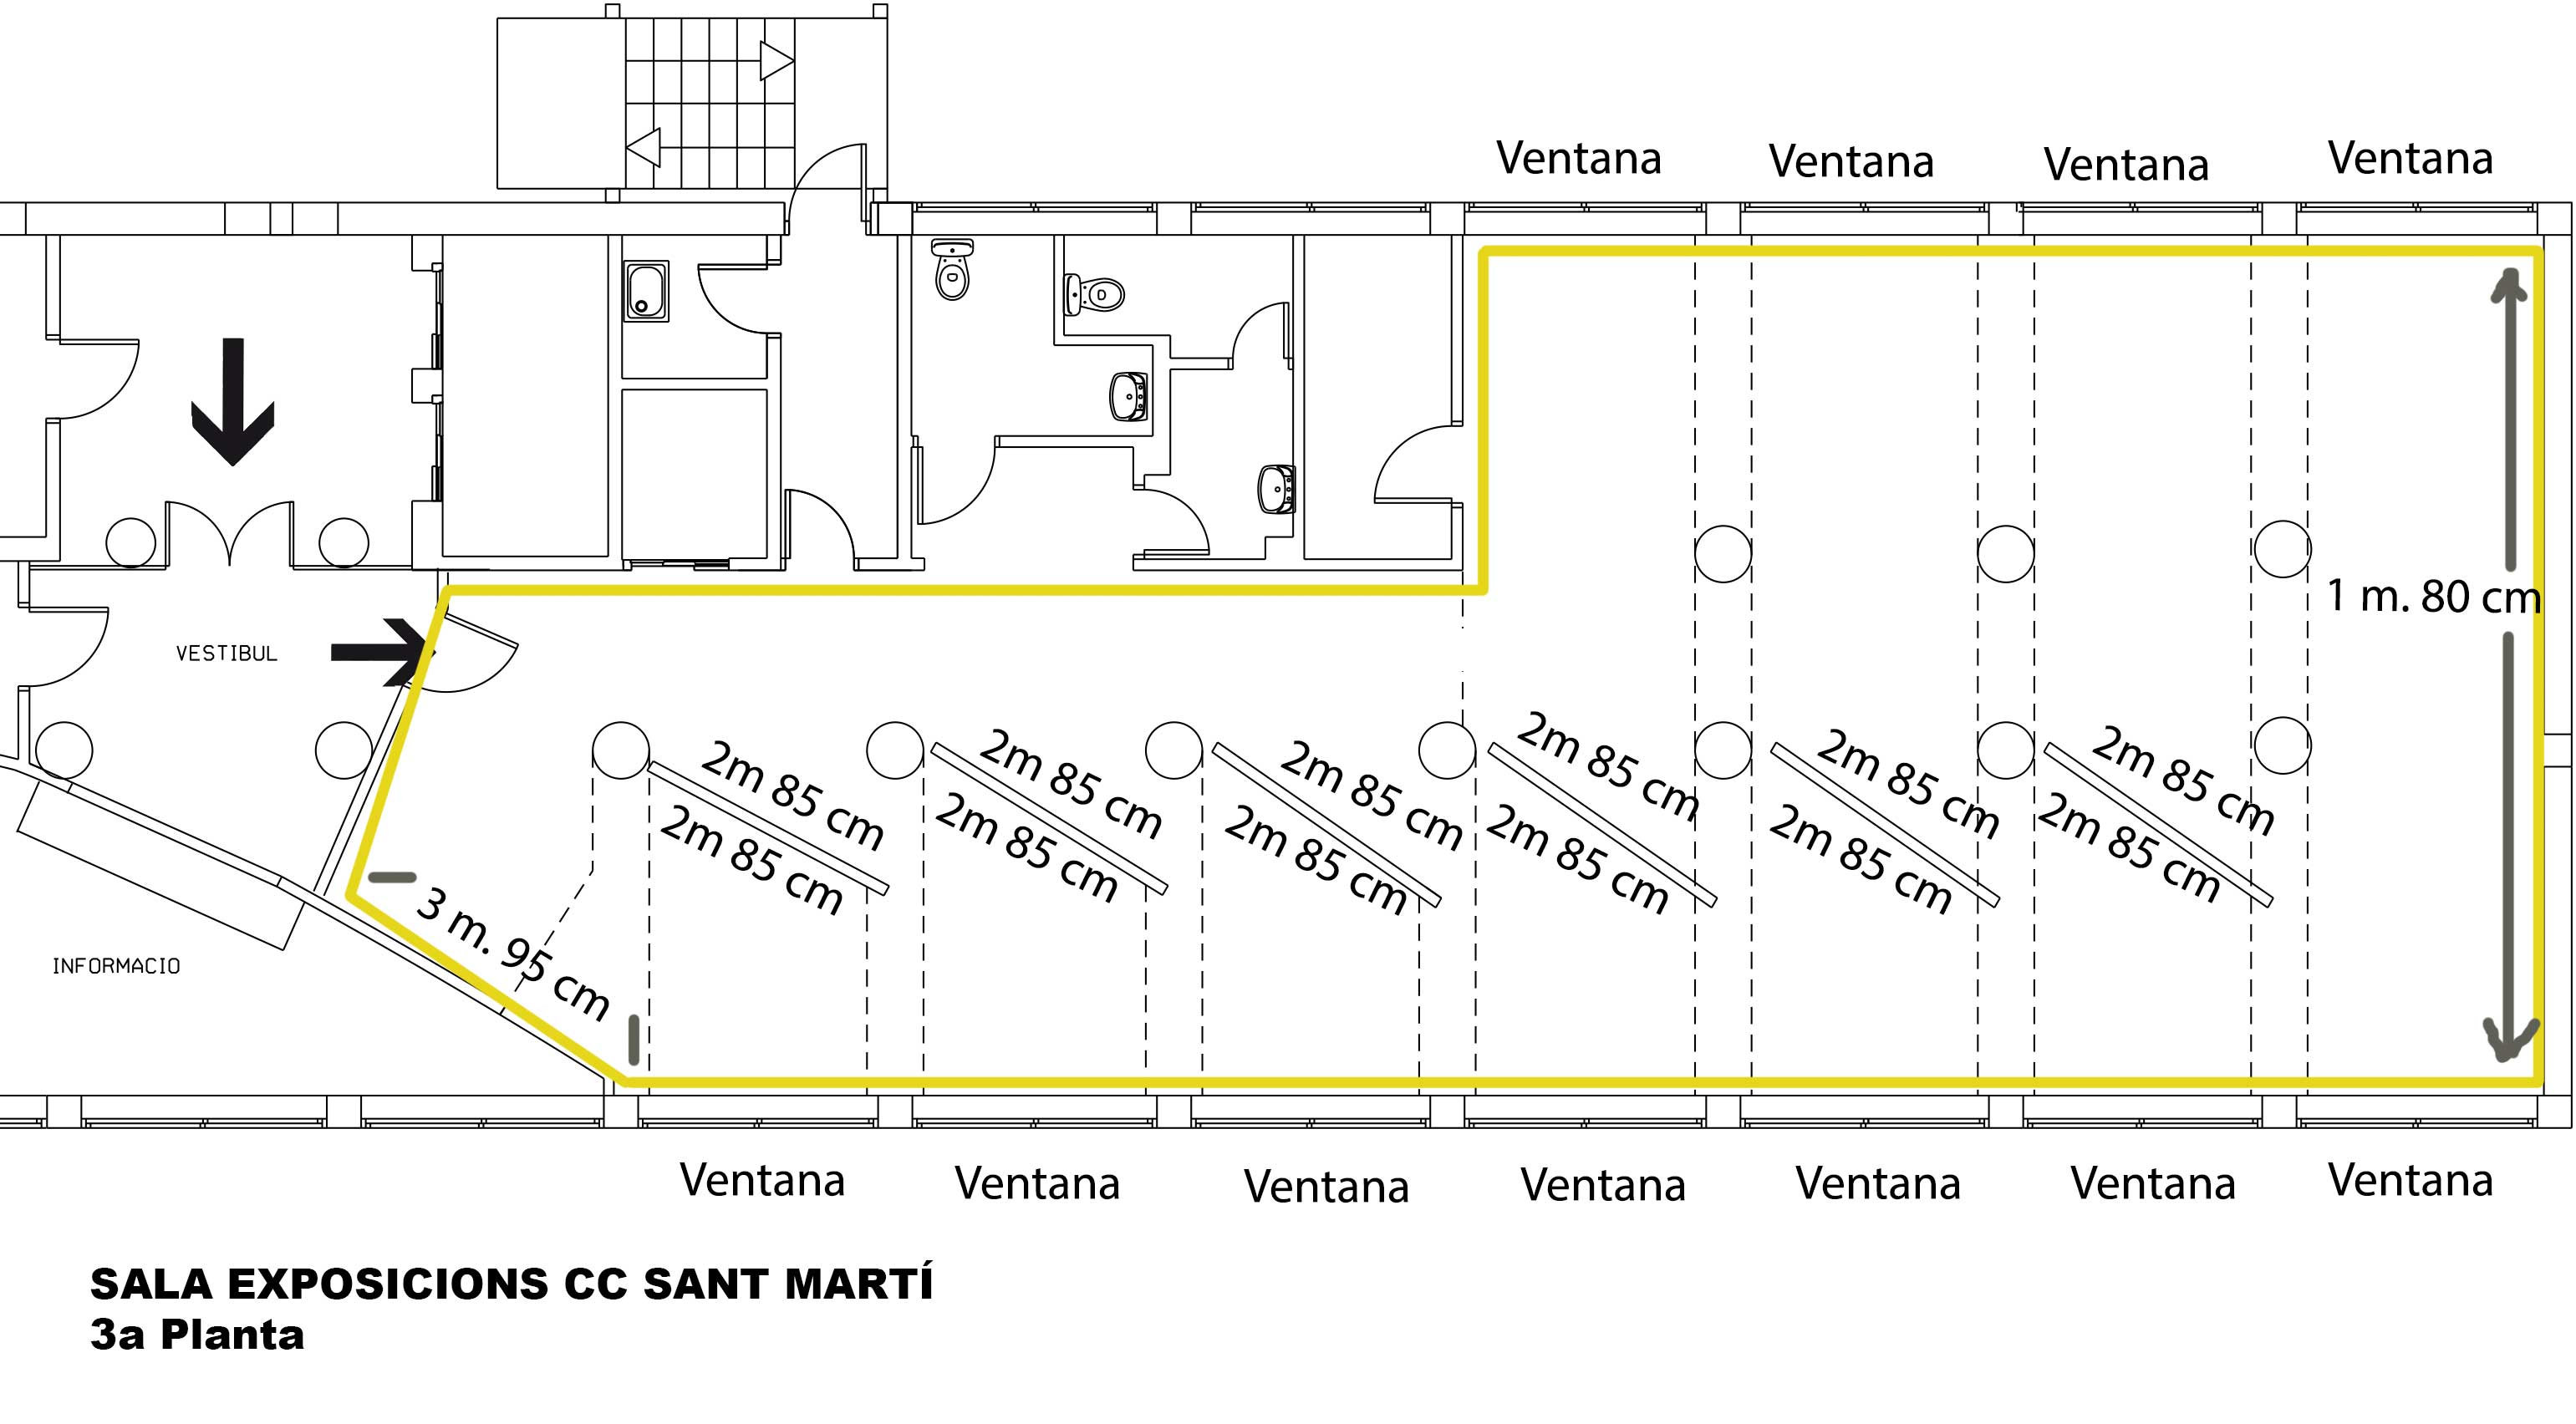 Ventana
Ventana
Ventana
Ventana
1 m. 80 cm
VESTIBUL
2m 85 cm
2m 85 cm
2m 85 cm
2m 85 cm
2m 85 cm
2m 85 cm
2m 85 cm
2m 85 cm
2m 85 cm
2m 85 cm
2m 85 cm
2m 85 cm
3 m. 95 cm
INFORMACIO
Ventana
Ventana
Ventana
Ventana
Ventana
Ventana
Ventana
SALA EXPOSICIONS CC SANT MARTÍ
3a Planta